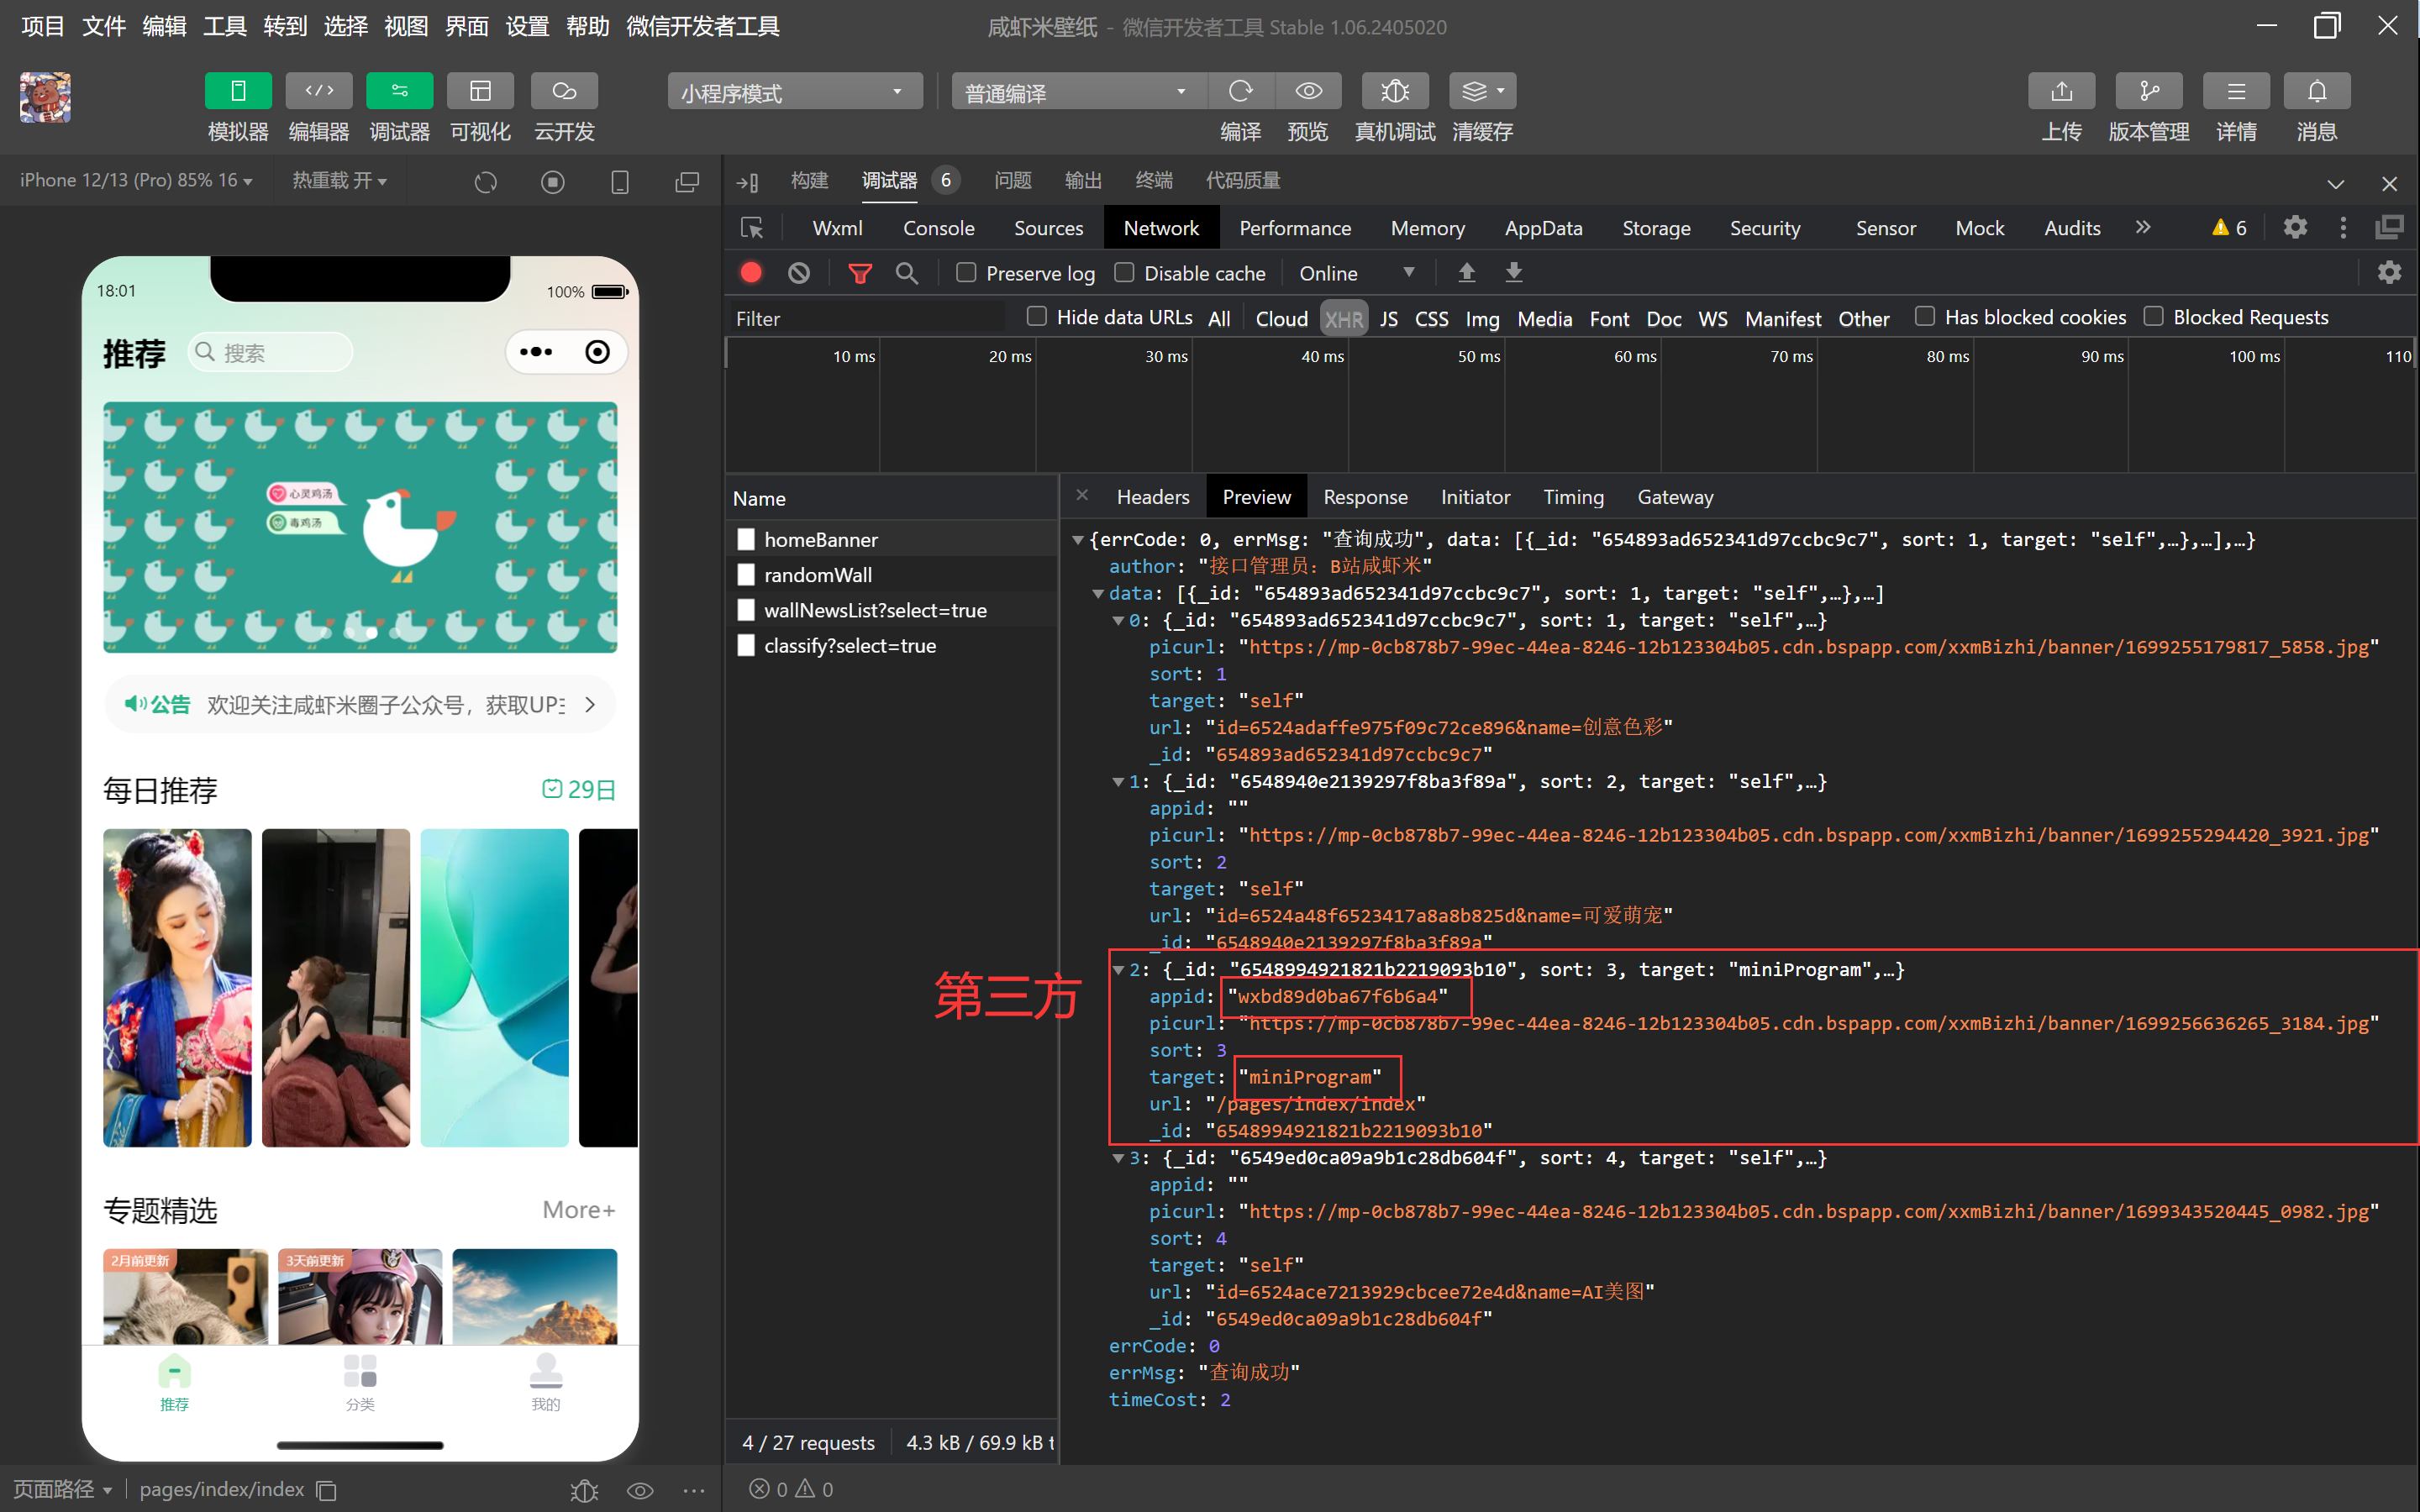 项目 文件 编辑 工具 转到 选择 视图 界面 设置 帮助 微信开发者工具
咸虾米壁纸 - 微信开发者工具 Stable 1.06.2405020
小程序模式
普通编译
模拟器 编辑器 调试器 可视化 云开发
编译 预览 真机调试 清缓存
上传 版本管理 详情 消息
iPhone 12/13 (Pro) 85% 16
热重载 开
18:01
100%
推荐
搜索
心灵鸡汤
毒鸡汤
公告 欢迎关注咸虾米圈子公众号，获取UP
每日推荐
29日
专题精选
More+
2月前更新
3天前更新
推荐
分类
我的
页面路径
pages/index/index
构建 调试器 6 问题 输出 终端 代码质量
Wxml Console Sources Network Performance Memory AppData Storage Security Sensor Mock Audits » 6
Preserve log Disable cache Online
Filter
Hide data URLs All Cloud XHR JS CSS Img Media Font Doc WS Manifest Other Has blocked cookies Blocked Requests
10 ms 20 ms 30 ms 40 ms 50 ms 60 ms 70 ms 80 ms 90 ms 100 ms 110
Name
homeBanner
randomWall
wallNewsList?select=true
classify?select=true
4 / 27 requests 4.3 kB / 69.9 kB t
Headers Preview Response Initiator Timing Gateway
{errCode: 0, errMsg: "查询成功", data: [{_id: "654893ad652341d97ccbc9c7", sort: 1, target: "self",…},…],…}
author: "接口管理员：B站咸虾米"
data: [{_id: "654893ad652341d97ccbc9c7", sort: 1, target: "self",…},…]
0: {_id: "654893ad652341d97ccbc9c7", sort: 1, target: "self",…}
picurl: "https://mp-0cb878b7-99ec-44ea-8246-12b123304b05.cdn.bspapp.com/xxmBizhi/banner/1699255179817_5858.jpg"
sort: 1
target: "self"
url: "id=6524adaffe975f09c72ce896&name=创意色彩"
_id: "654893ad652341d97ccbc9c7"
1: {_id: "6548940e2139297f8ba3f89a", sort: 2, target: "self",…}
appid: ""
picurl: "https://mp-0cb878b7-99ec-44ea-8246-12b123304b05.cdn.bspapp.com/xxmBizhi/banner/1699255294420_3921.jpg"
sort: 2
target: "self"
url: "id=6524a48f6523417a8a8b825d&name=可爱萌宠"
_id: "6548940e2139297f8ba3f89a"
第三方
2: {_id: "6548994921821b2219093b10", sort: 3, target: "miniProgram",…}
appid: "wxbd89d0ba67f6b6a4"
picurl: "https://mp-0cb878b7-99ec-44ea-8246-12b123304b05.cdn.bspapp.com/xxmBizhi/banner/1699256636265_3184.jpg"
sort: 3
target: "miniProgram"
url: "/pages/index/index"
_id: "6548994921821b2219093b10"
3: {_id: "6549ed0ca09a9b1c28db604f", sort: 4, target: "self",…}
appid: ""
picurl: "https://mp-0cb878b7-99ec-44ea-8246-12b123304b05.cdn.bspapp.com/xxmBizhi/banner/1699343520445_0982.jpg"
sort: 4
target: "self"
url: "id=6524ace7213929cbcee72e4d&name=AI美图"
_id: "6549ed0ca09a9b1c28db604f"
errCode: 0
errMsg: "查询成功"
timeCost: 2
0 0